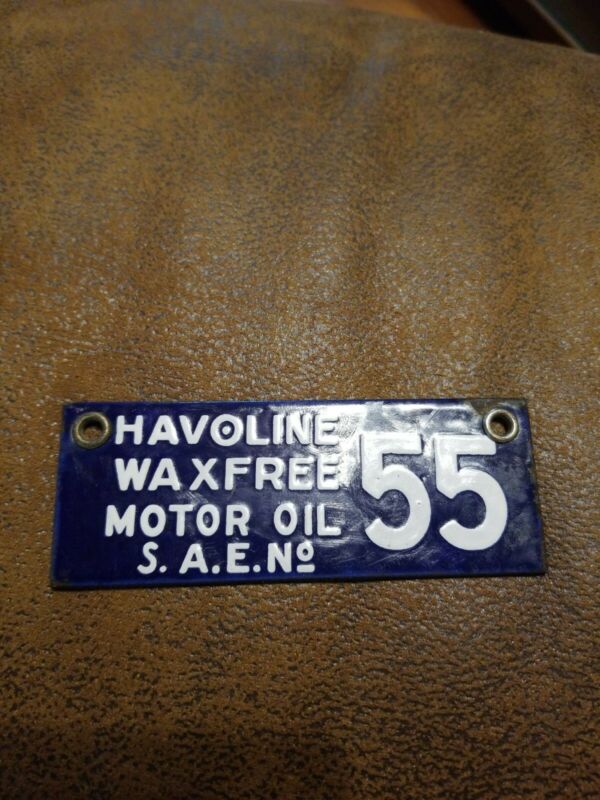 HAVOLINE
WAXFREE
MOTOR OIL
S.A.E.Nº
55